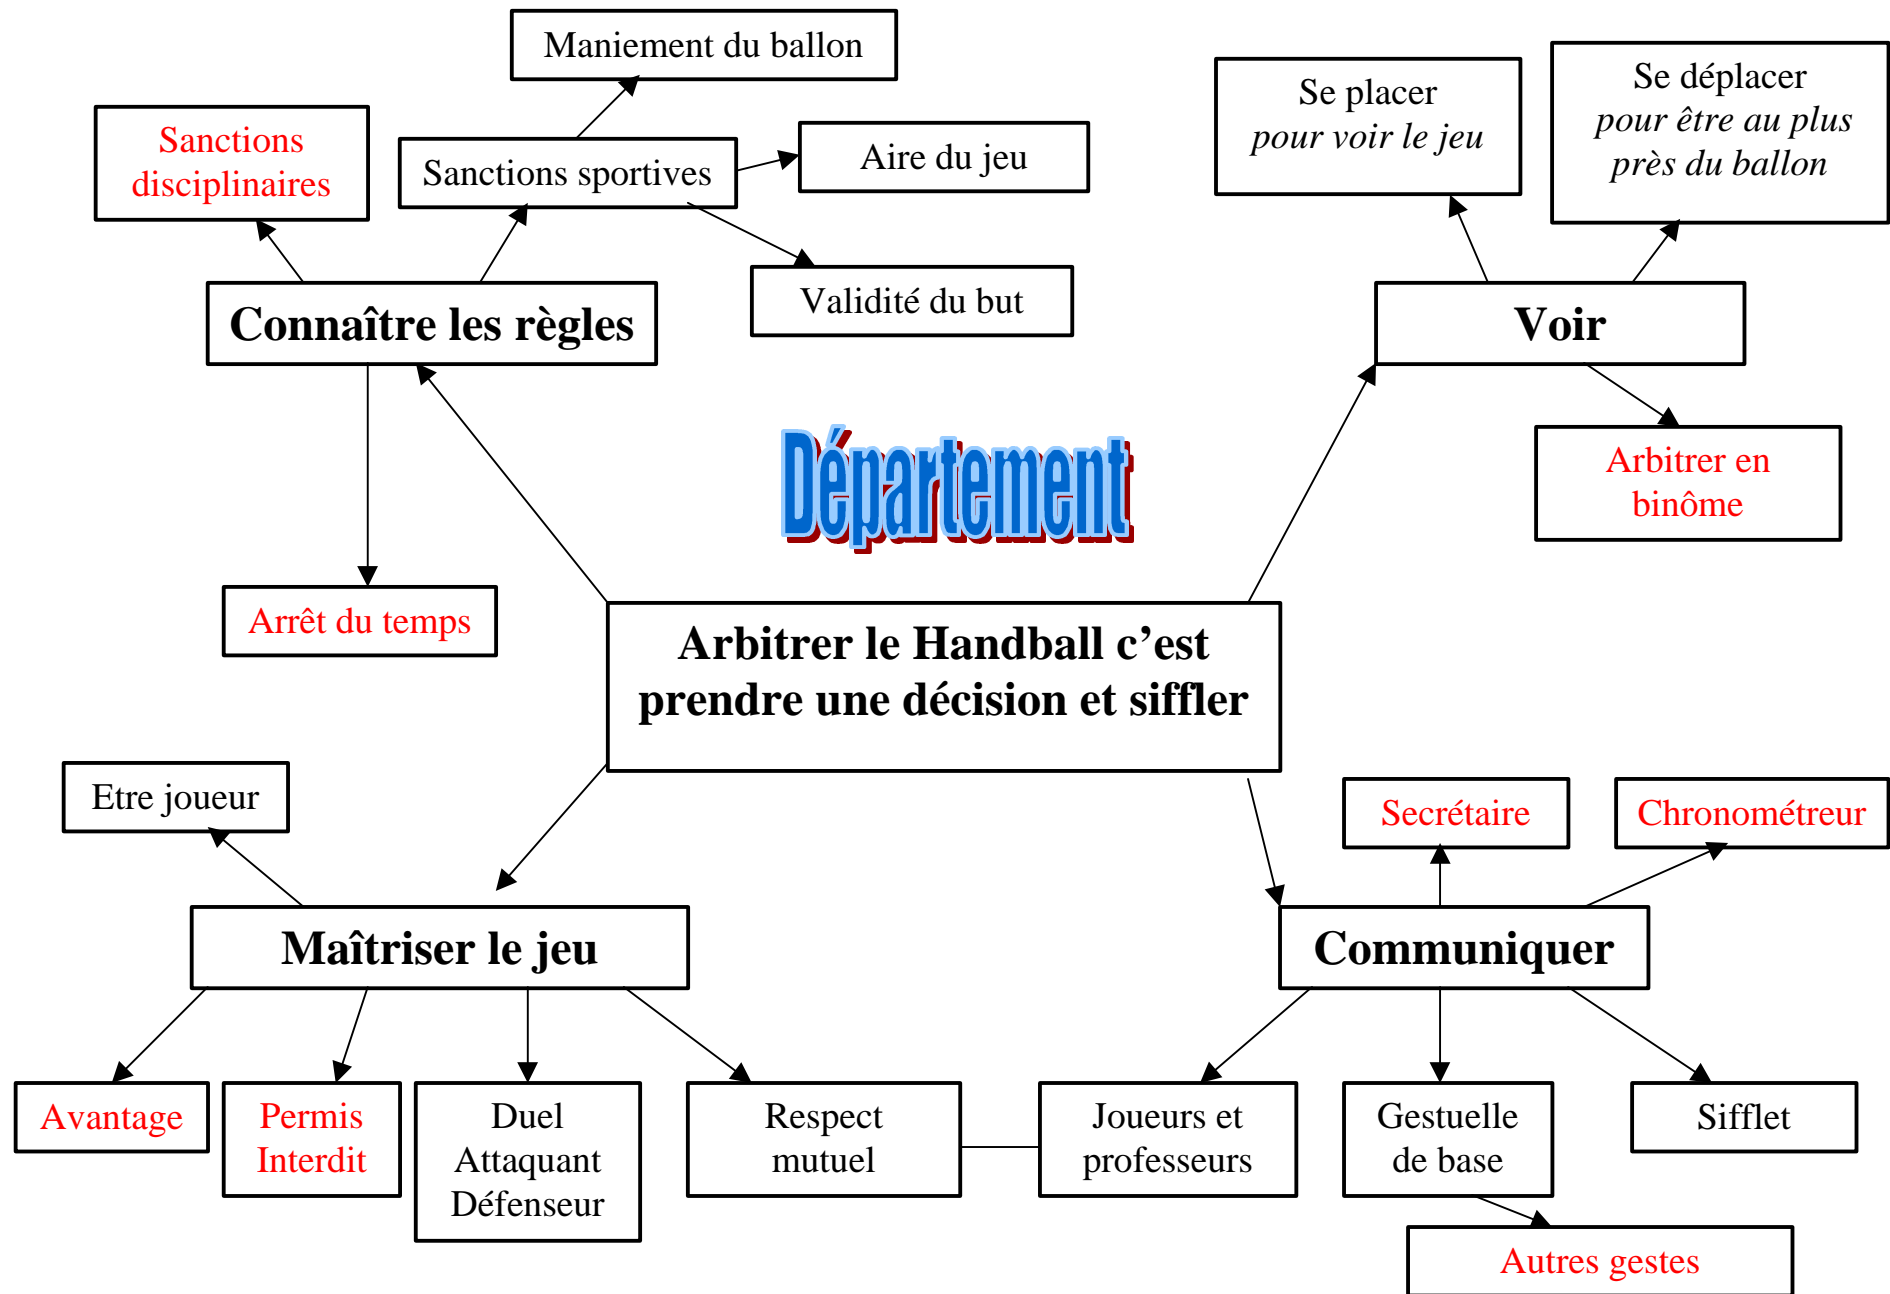 Maniement du ballon
Sanctions
disciplinaires
Sanctions sportives
Aire du jeu
Validité du but
Connaître les règles
Arrêt du temps
Se placer
pour voir le jeu
Se déplacer
pour être au plus
près du ballon
Voir
Arbitrer en
binôme
Département
Arbitrer le Handball c’est
prendre une décision et siffler
Etre joueur
Maîtriser le jeu
Avantage
Permis
Interdit
Duel
Attaquant
Défenseur
Respect
mutuel
Secrétaire
Chronométreur
Communiquer
Joueurs et
professeurs
Gestuelle
de base
Sifflet
Autres gestes